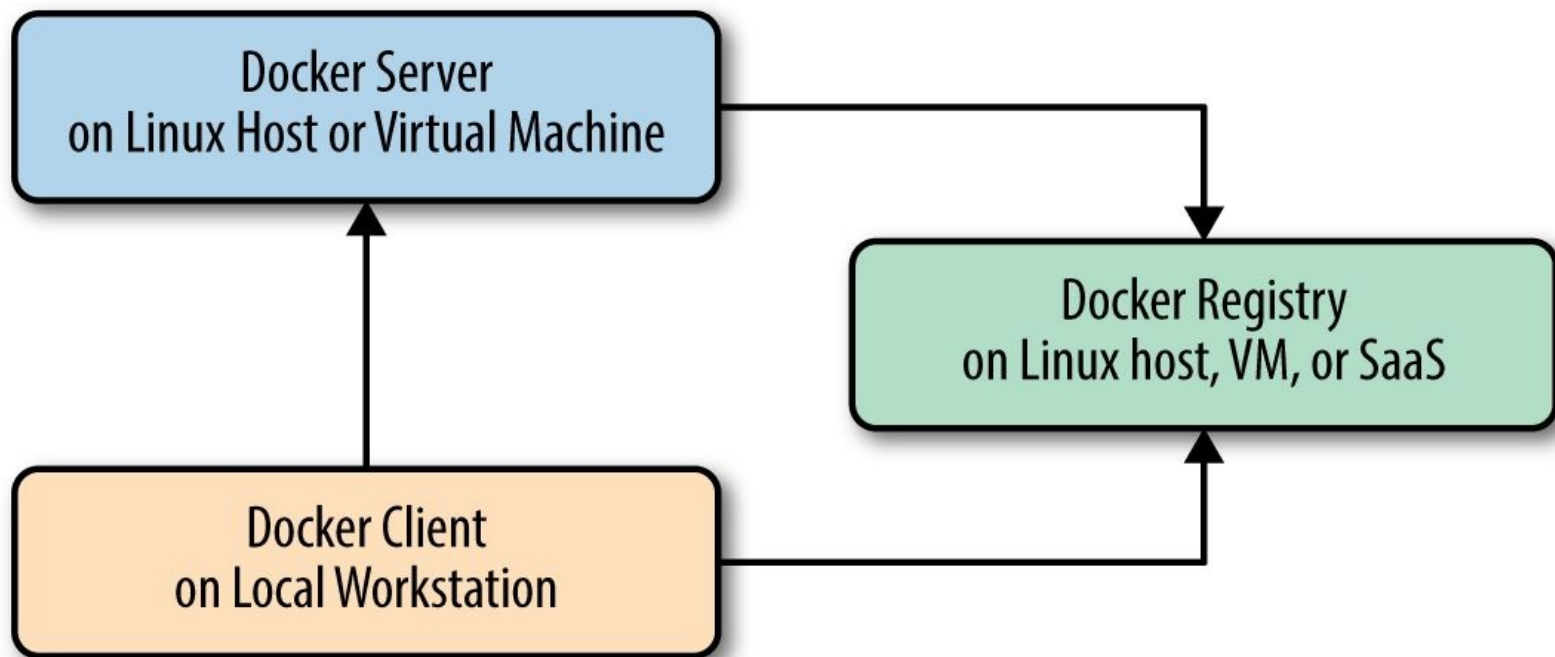 Docker Server
on Linux Host or Virtual Machine
Docker Registry
on Linux host, VM, or SaaS
Docker Client
on Local Workstation